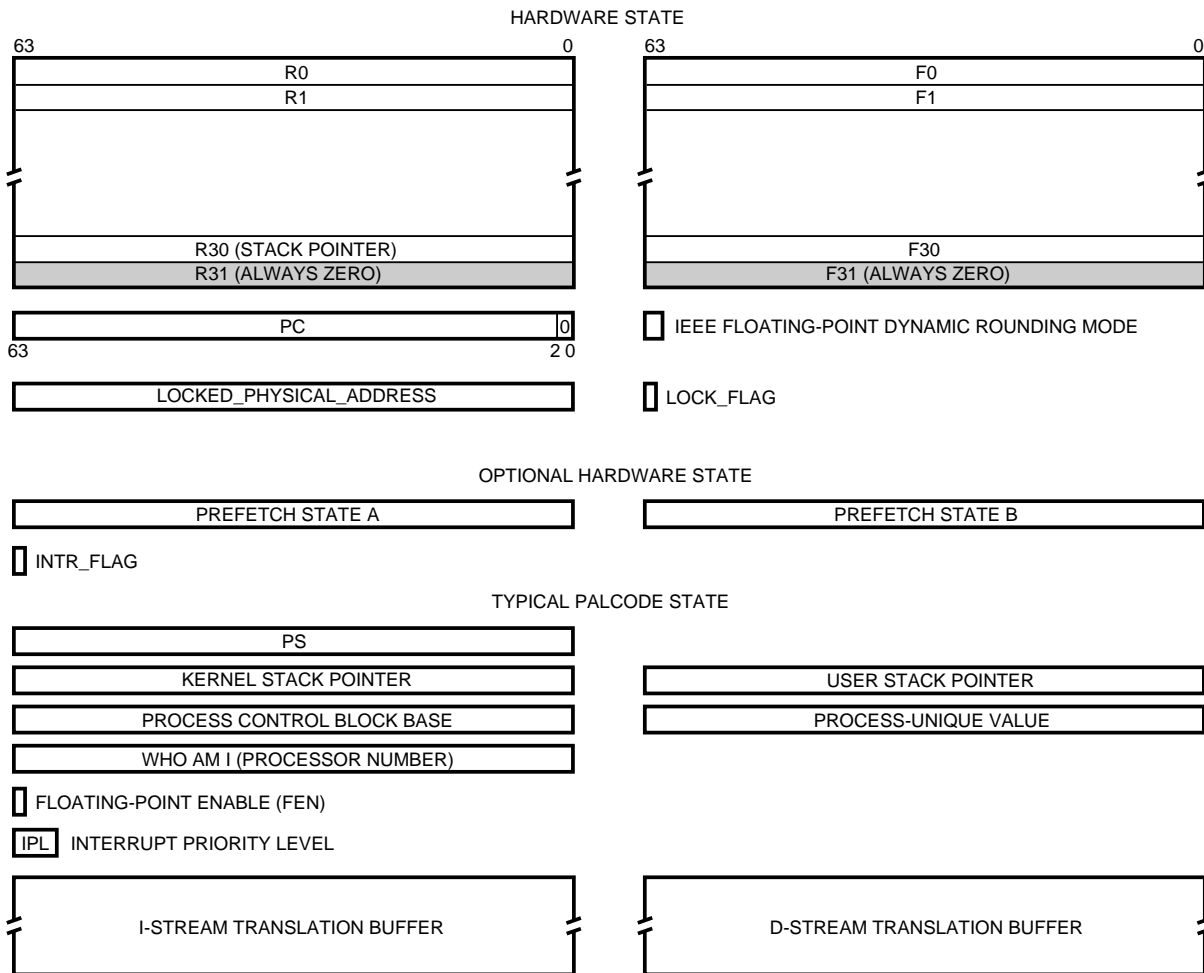 HARDWARE STATE
63 0 63 0
R0 F0
R1 F1
R30 (STACK POINTER) F30
R31 (ALWAYS ZERO) F31 (ALWAYS ZERO)
PC 0 IEEE FLOATING-POINT DYNAMIC ROUNDING MODE
63 2 0
LOCKED_PHYSICAL_ADDRESS LOCK_FLAG
OPTIONAL HARDWARE STATE
PREFETCH STATE A PREFETCH STATE B
INTR_FLAG
TYPICAL PALCODE STATE
PS
KERNEL STACK POINTER USER STACK POINTER
PROCESS CONTROL BLOCK BASE PROCESS-UNIQUE VALUE
WHO AM I (PROCESSOR NUMBER)
FLOATING-POINT ENABLE (FEN)
IPL INTERRUPT PRIORITY LEVEL
I-STREAM TRANSLATION BUFFER D-STREAM TRANSLATION BUFFER